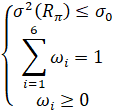 σ²(R_π) ≤ σ₀
∑_{i=1}^{6} ω_i = 1
ω_i ≥ 0